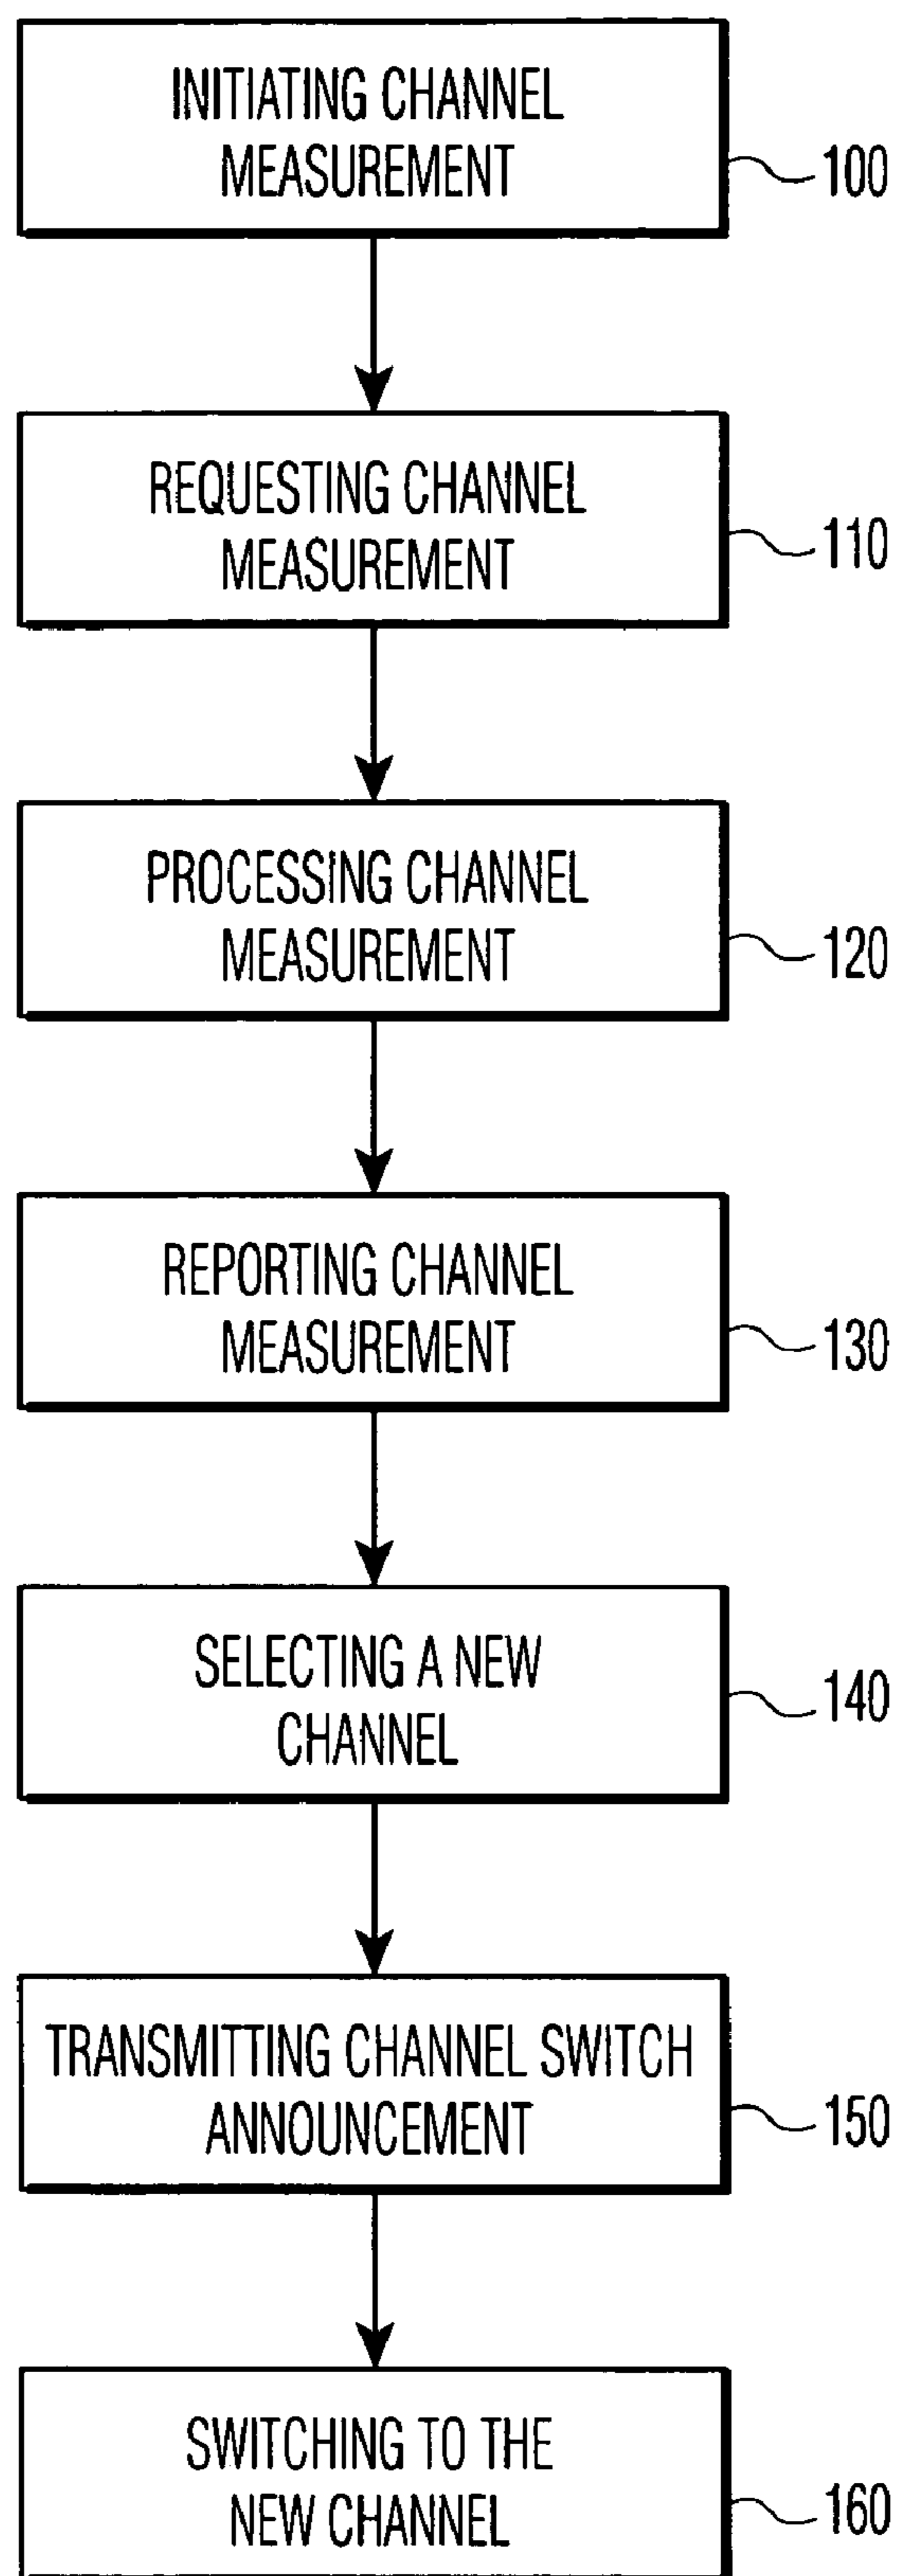 INITIATING CHANNEL
MEASUREMENT
100
REQUESTING CHANNEL
MEASUREMENT
110
PROCESSING CHANNEL
MEASUREMENT
120
REPORTING CHANNEL
MEASUREMENT
130
SELECTING A NEW
CHANNEL
140
TRANSMITTING CHANNEL SWITCH
ANNOUNCEMENT
150
SWITCHING TO THE
NEW CHANNEL
160